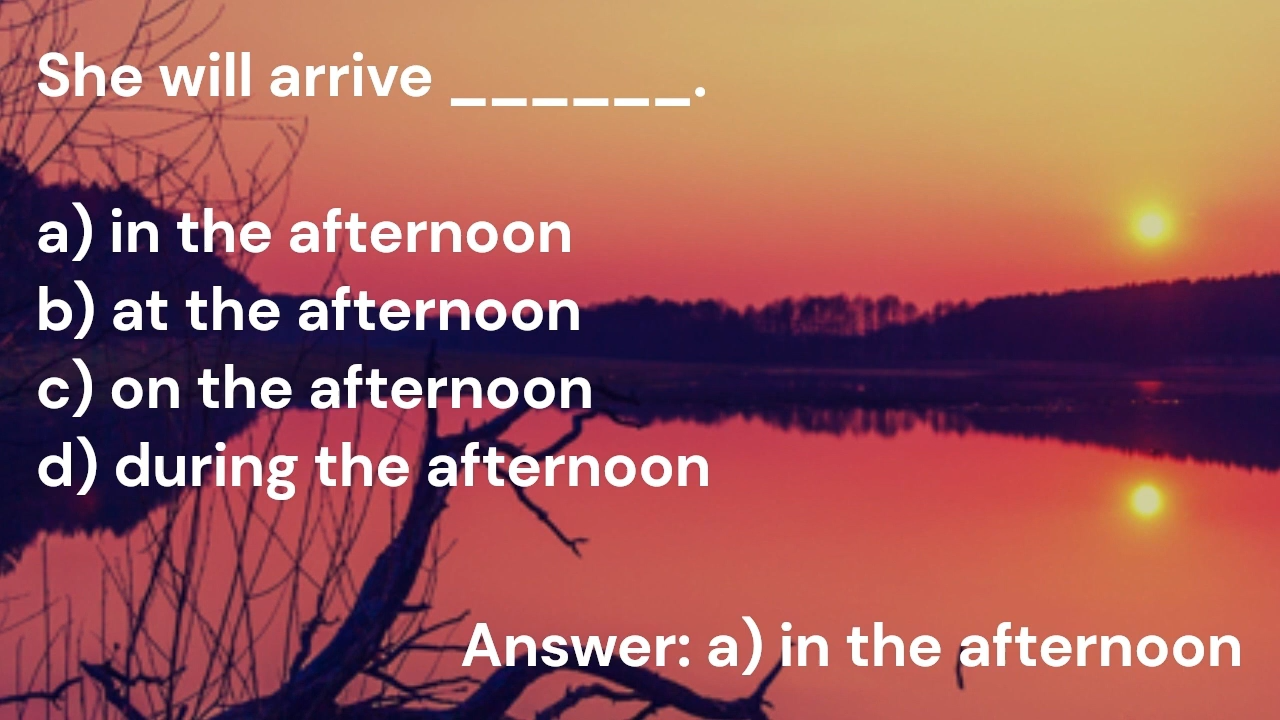 She will arrive ______.
a) in the afternoon
b) at the afternoon
c) on the afternoon
d) during the afternoon
Answer: a) in the afternoon